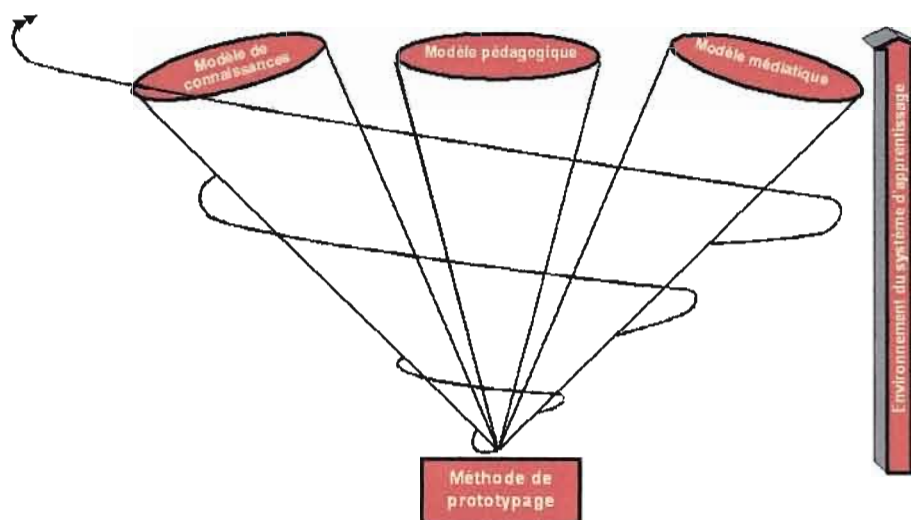 Modèle de
connaissances
Modèle pédagogique
Modèle médiatique
Environnement du système d'apprentissage
Méthode de
prototypage